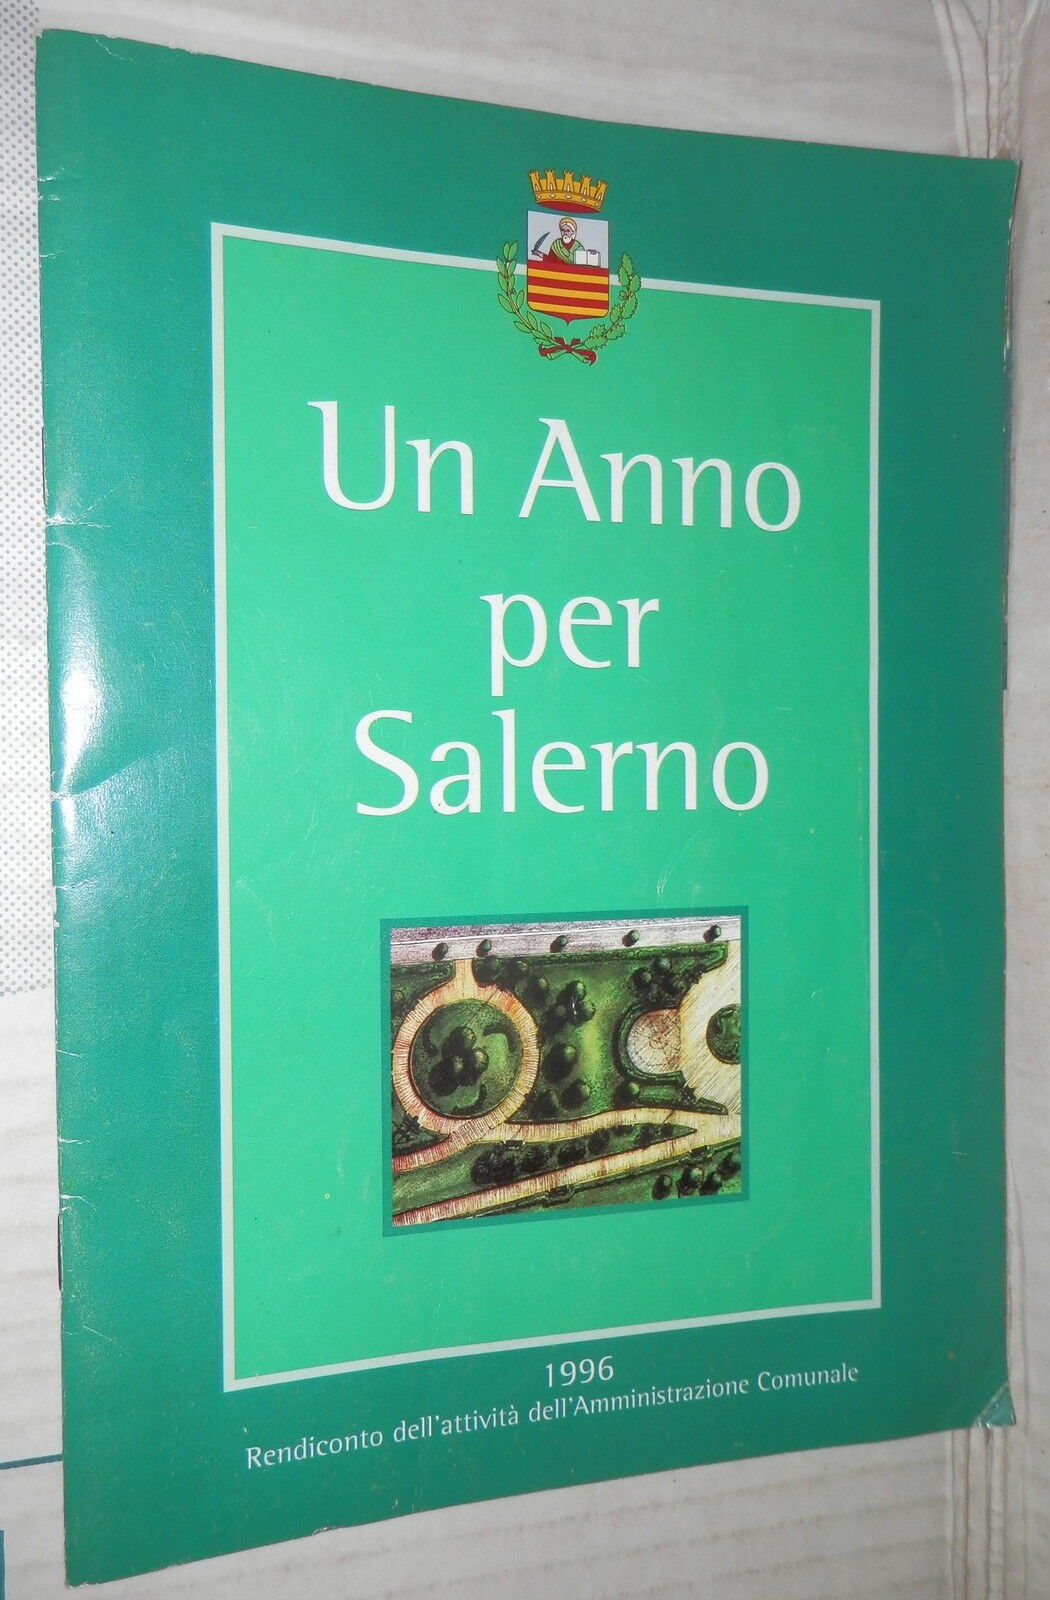 Un Anno
per
Salerno
1996
Rendiconto dell'attività dell'Amministrazione Comunale